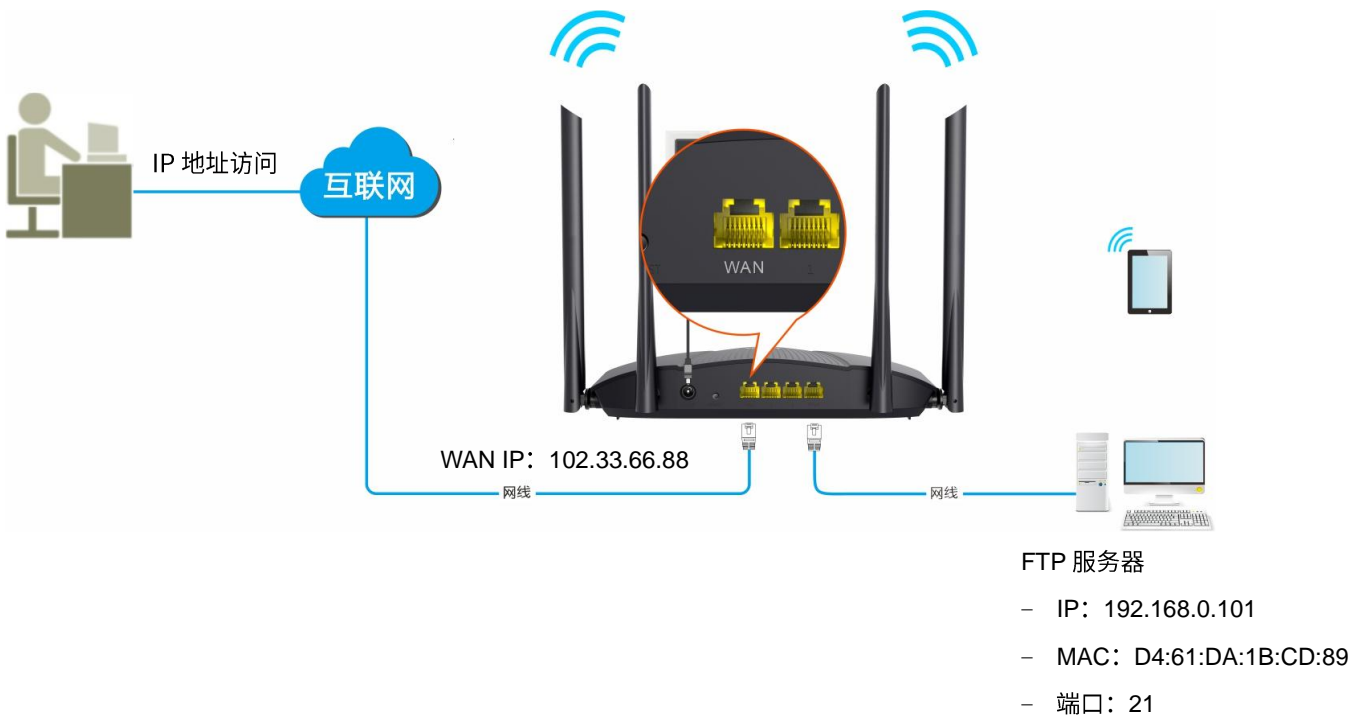 IP 地址访问
互联网
WAN
1
WAN IP：102.33.66.88
网线
网线
FTP 服务器
– IP：192.168.0.101
– MAC：D4:61:DA:1B:CD:89
– 端口：21